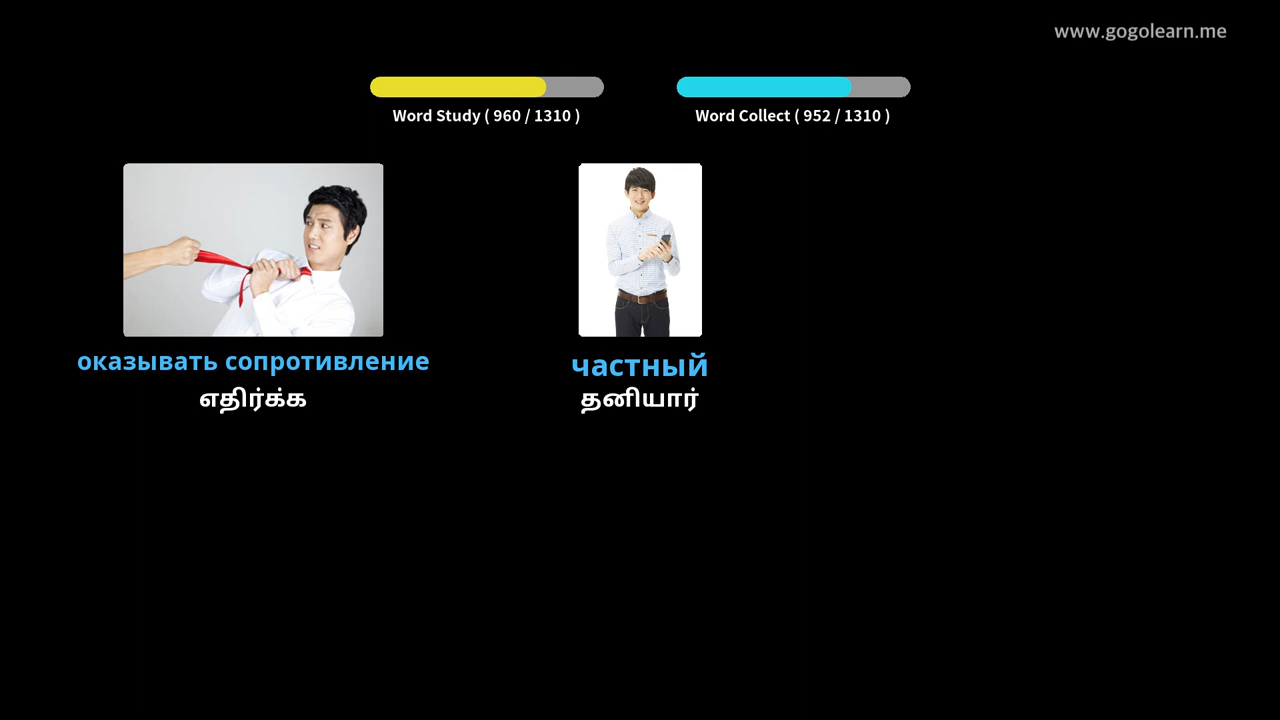 www.gogolearn.me
Word Study ( 960 / 1310 )
Word Collect ( 952 / 1310 )
оказывать сопротивление
எதிர்க்க
частный
தனியார்